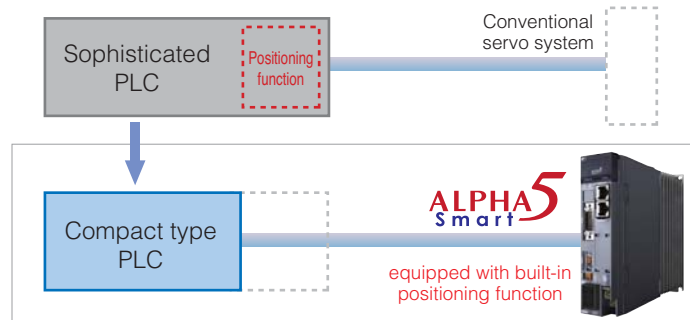 Conventional
servo system
Sophisticated
PLC
Positioning
function
ALPHA5
Smart
Compact type
PLC
equipped with built-in
positioning function